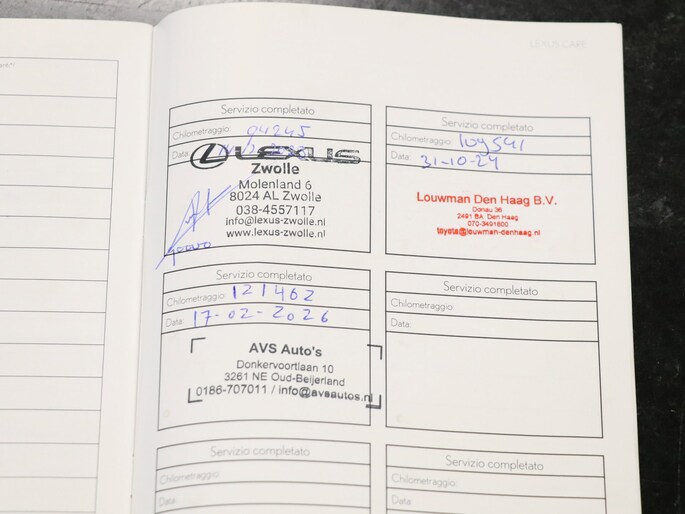 LEXUS CARE
Servizio completato
Chilometraggio: 94245
Data:
LEXUS
Zwolle
Molenland 6
8024 AL Zwolle
038-4557117
info@lexus-zwolle.nl
www.lexus-zwolle.nl
Servizio completato
Chilometraggio: 109541
Data: 31-10-24
Louwman Den Haag B.V.
Donau 36
2491 BA Den Haag
070-3491600
toyota@louwman-denhaag.nl
Servizio completato
Chilometraggio: 121462
Data: 17-02-2026
AVS Auto's
Donkervoortlaan 10
3261 NE Oud-Beijerland
0186-707011 / info@avsautos.nl
Servizio completato
Chilometraggio:
Data:
Servizio completato
Chilometraggio:
Data:
Servizio completato
Chilometraggio:
Data: